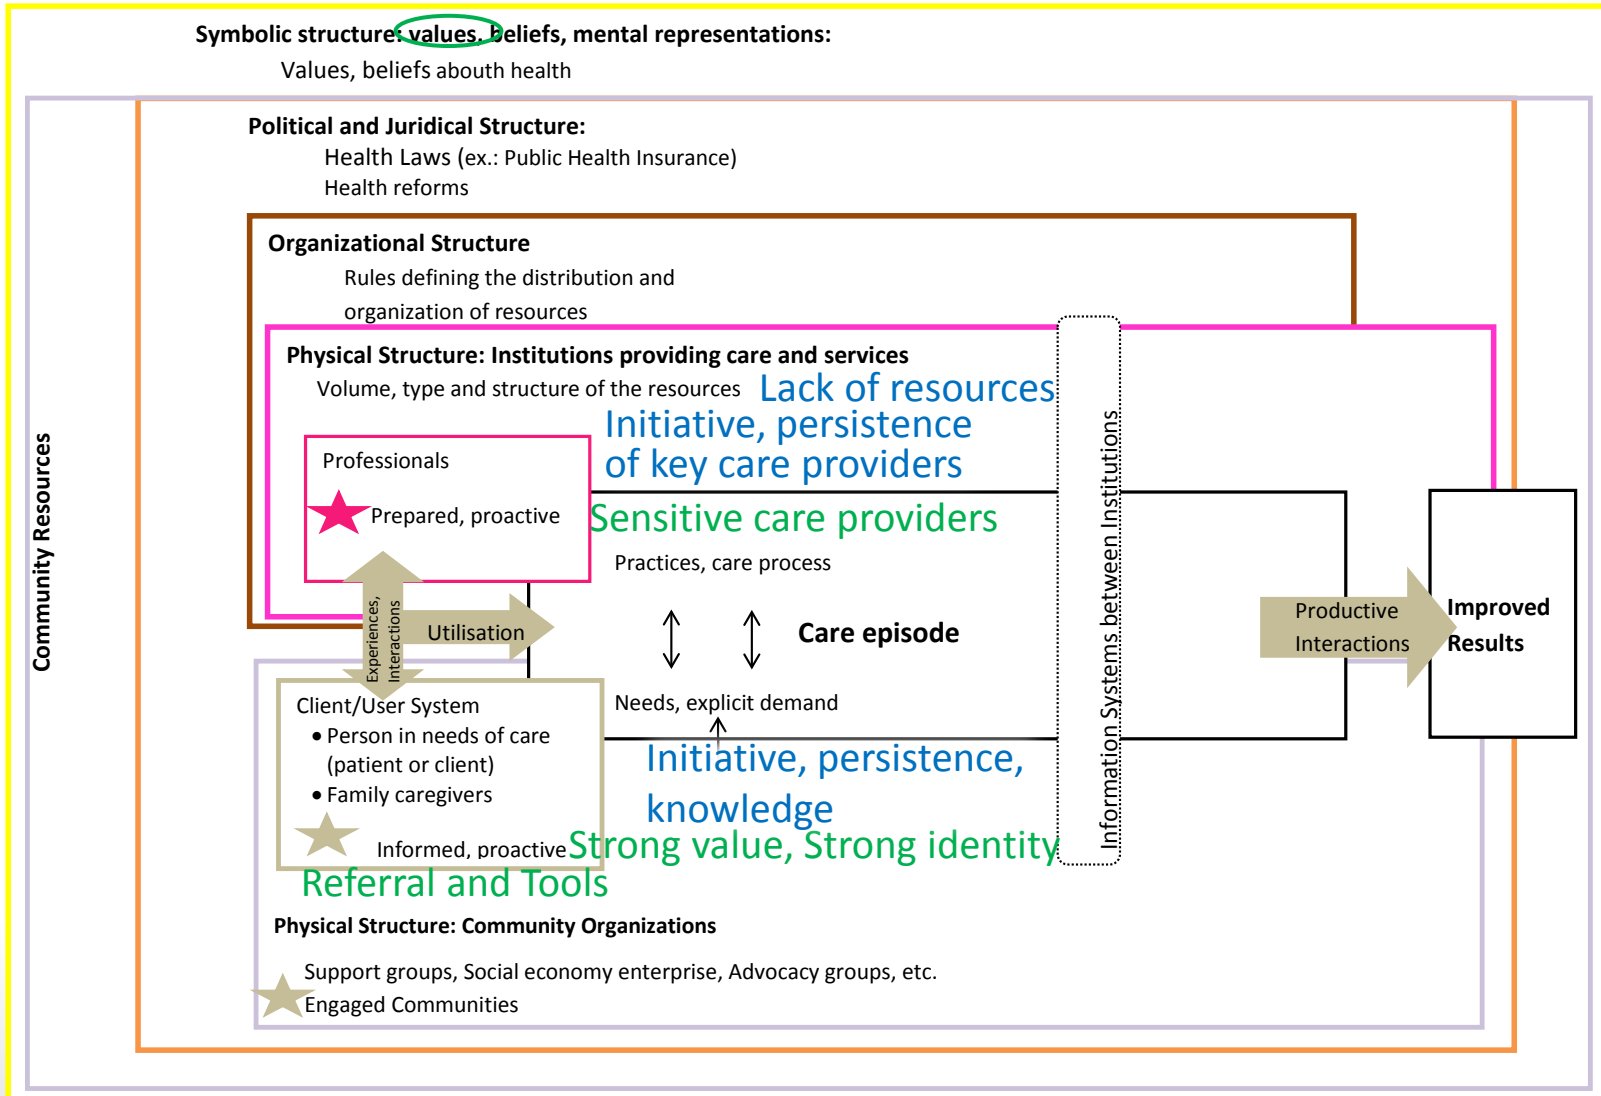 Symbolic structure: values, beliefs, mental representations:
Values, beliefs abouth health
Political and Juridical Structure:
Health Laws (ex.: Public Health Insurance)
Health reforms
Organizational Structure
Rules defining the distribution and
organization of resources
Physical Structure: Institutions providing care and services
Volume, type and structure of the resources
Lack of resources
Initiative, persistence
of key care providers
Professionals
Prepared, proactive
Sensitive care providers
Practices, care process
Experiences,
Interactions
Utilisation
Care episode
Needs, explicit demand
Client/User System
• Person in needs of care
(patient or client)
• Family caregivers
Informed, proactive
Initiative, persistence,
knowledge
Strong value, Strong identity
Referral and Tools
Physical Structure: Community Organizations
Support groups, Social economy enterprise, Advocacy groups, etc.
Engaged Communities
Community Resources
Information Systems between Institutions
Productive
Interactions
Improved
Results